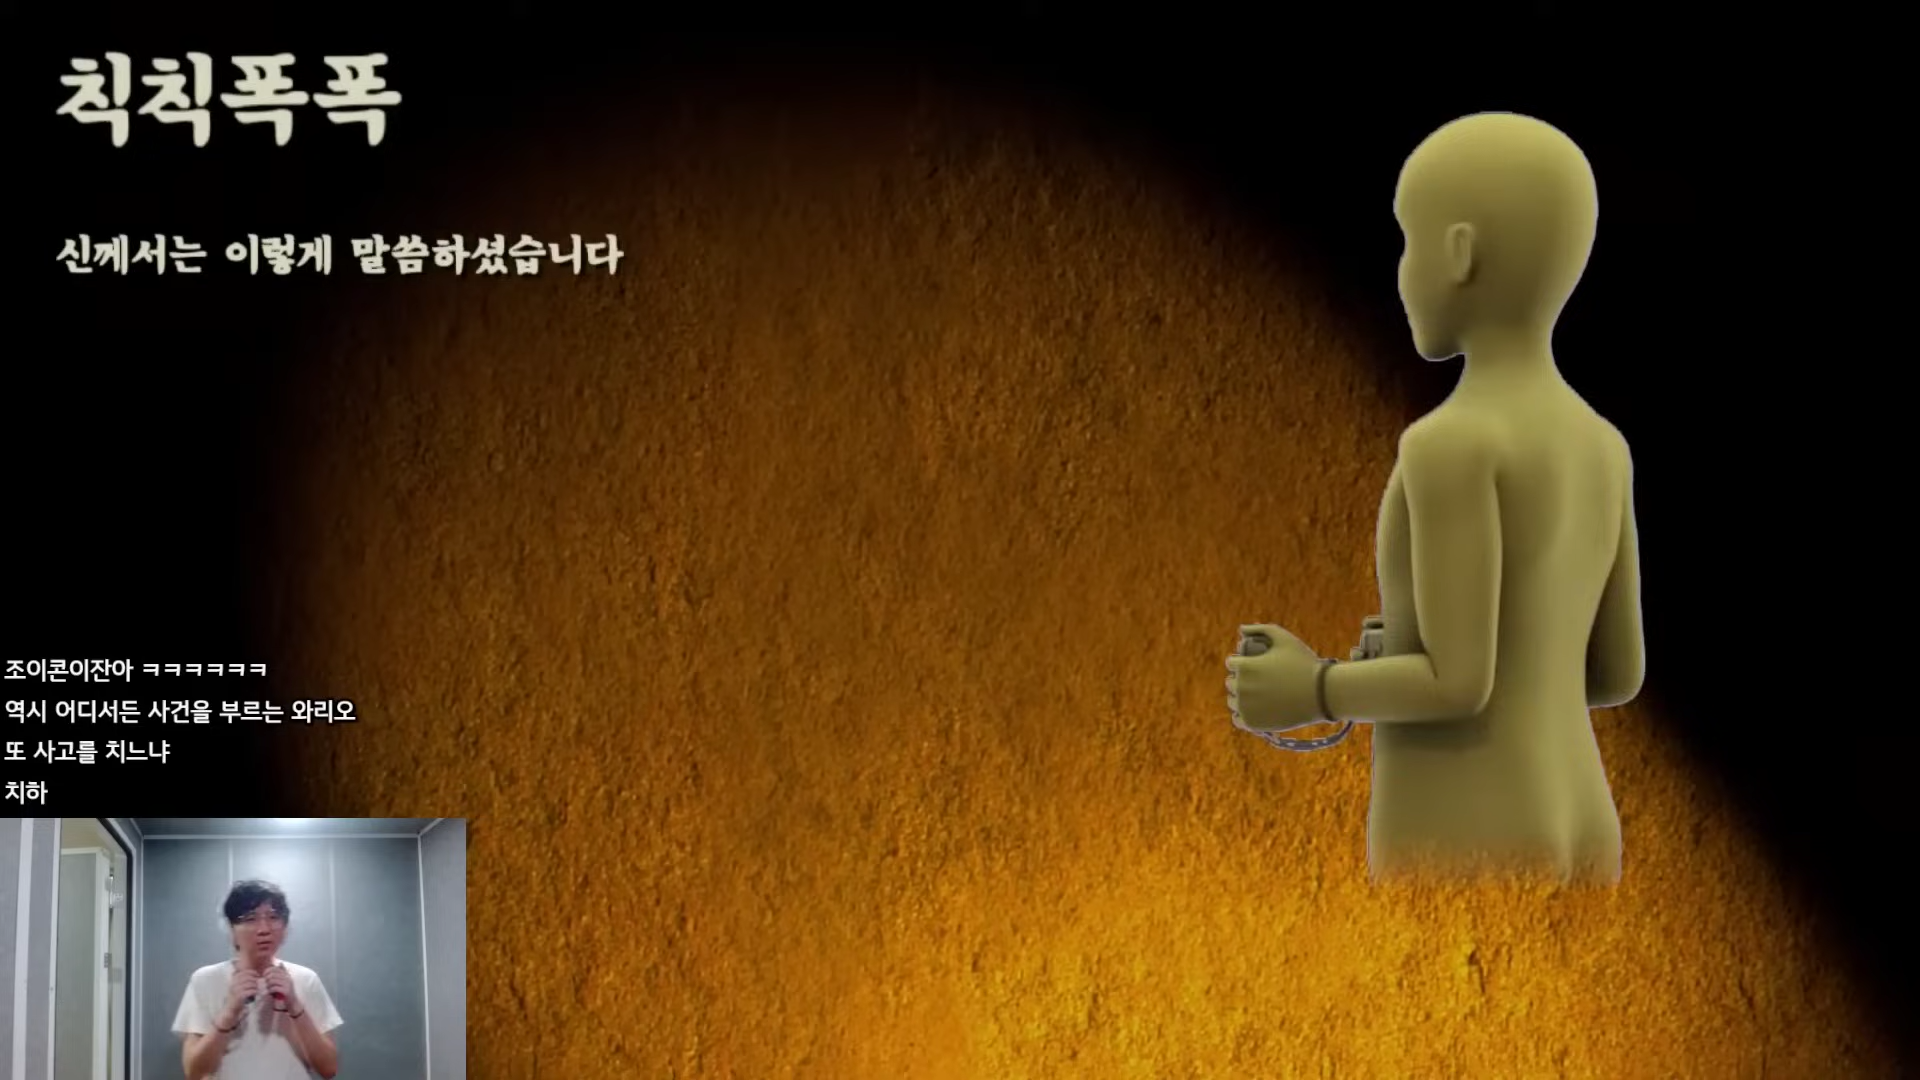 칙칙폭폭
신께서는 이렇게 말씀하셨습니다
조이콘이잖아 ㅋㅋㅋㅋㅋㅋ
역시 어디서든 사건을 부르는 와리오
또 사고를 치느냐
치하